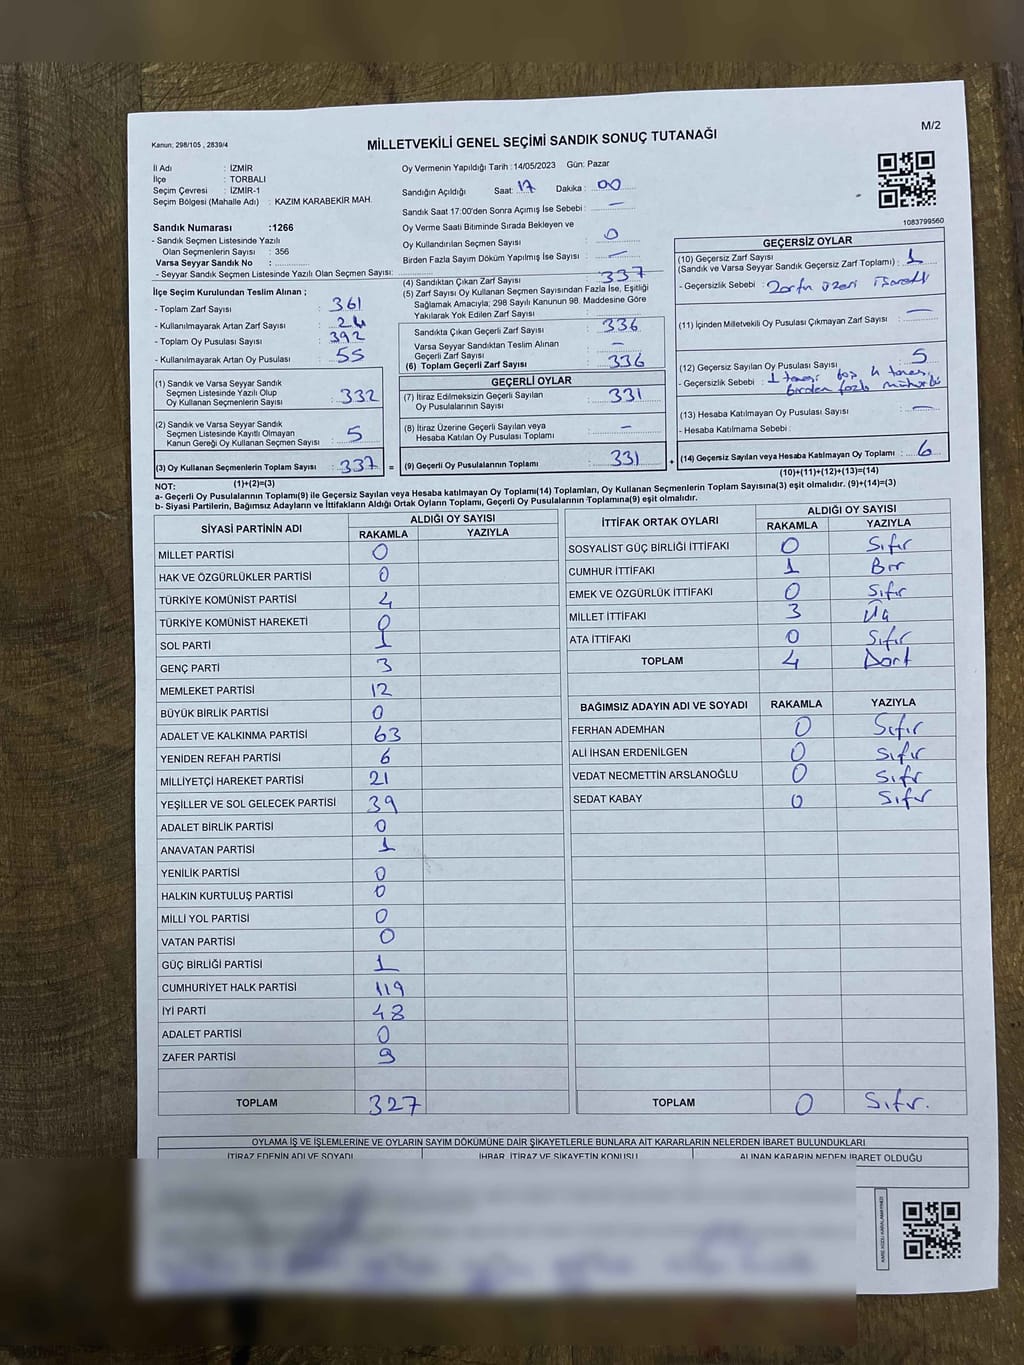 M/2
Kanun; 298/105 , 2839/4
MİLLETVEKİLİ GENEL SEÇİMİ SANDIK SONUÇ TUTANAĞI
İl Adı : İZMİR
İlçe : TORBALI
Seçim Çevresi : İZMİR-1
Seçim Bölgesi (Mahalle Adı) : KAZIM KARABEKİR MAH.
Sandık Numarası :1266
- Sandık Seçmen Listesinde Yazılı
Olan Seçmenlerin Sayısı : 356
Varsa Seyyar Sandık No :
- Seyyar Sandık Seçmen Listesinde Yazılı Olan Seçmen Sayısı:
Oy Vermenin Yapıldığı Tarih :14/05/2023 Gün: Pazar
Sandığın Açıldığı Saat: 17 Dakika : 00
Sandık Saat 17:00'den Sonra Açımış İse Sebebi : —
Oy Verme Saati Bitiminde Sırada Bekleyen ve
Oy Kullandırılan Seçmen Sayısı : 0
Birden Fazla Sayım Döküm Yapılmış İse Sayısı : —
1083799560
İlçe Seçim Kurulundan Teslim Alınan ;
- Toplam Zarf Sayısı : 361
- Kullanılmayarak Artan Zarf Sayısı : 24
- Toplam Oy Pusulası Sayısı : 392
- Kullanılmayarak Artan Oy Pusulası : 55
(1) Sandık ve Varsa Seyyar Sandık
Seçmen Listesinde Yazılı Olup
Oy Kullanan Seçmenlerin Sayısı : 332
(2) Sandık ve Varsa Seyyar Sandık
Seçmen Listesinde Kayıtlı Olmayan
Kanun Gereği Oy Kullanan Seçmen Sayısı : 5
(3) Oy Kullanan Seçmenlerin Toplam Sayısı : 337 =
(1)+(2)=(3)
(4) Sandıktan Çıkan Zarf Sayısı : 337
(5) Zarf Sayısı Oy Kullanan Seçmen Sayısından Fazla İse, Eşitliği
Sağlamak Amacıyla; 298 Sayılı Kanunun 98. Maddesine Göre
Yakılarak Yok Edilen Zarf Sayısı :
Sandıkta Çıkan Geçerli Zarf Sayısı : 336
Varsa Seyyar Sandıktan Teslim Alınan
Geçerli Zarf Sayısı : —
(6) Toplam Geçerli Zarf Sayısı : 336
GEÇERLİ OYLAR
(7) İtiraz Edilmeksizin Geçerli Sayılan
Oy Pusulalarının Sayısı : 331
(8) İtiraz Üzerine Geçerli Sayılan veya
Hesaba Katılan Oy Pusulası Toplamı : —
(9) Geçerli Oy Pusulalarının Toplamı : 331 +
GEÇERSİZ OYLAR
(10) Geçersiz Zarf Sayısı
(Sandık ve Varsa Seyyar Sandık Geçersiz Zarf Toplamı) : 1
- Geçersizlik Sebebi : Zarfın üzeri işaretli
(11) İçinden Milletvekili Oy Pusulası Çıkmayan Zarf Sayısı : —
(12) Geçersiz Sayılan Oy Pusulası Sayısı : 5
- Geçersizlik Sebebi : 1 tanesi boş 4 tanesi
birden fazla mühürlü
(13) Hesaba Katılmayan Oy Pusulası Sayısı : —
- Hesaba Katılmama Sebebi :
(14) Geçersiz Sayılan veya Hesaba Katılmayan Oy Toplamı : 6
(10)+(11)+(12)+(13)=(14)
NOT:
a- Geçerli Oy Pusulalarının Toplamı(9) ile Geçersiz Sayılan veya Hesaba katılmayan Oy Toplamı(14) Toplamları, Oy Kullanan Seçmenlerin Toplam Sayısına(3) eşit olmalıdır. (9)+(14)=(3)
b- Siyasi Partilerin, Bağımsız Adayların ve İttifakların Aldığı Ortak Oyların Toplamı, Geçerli Oy Pusulalarının Toplamına(9) eşit olmalıdır.
SİYASİ PARTİNİN ADI ALDIĞI OY SAYISI
RAKAMLA YAZIYLA
MİLLET PARTİSİ 0
HAK VE ÖZGÜRLÜKLER PARTİSİ 0
TÜRKİYE KOMÜNİST PARTİSİ 4
TÜRKİYE KOMÜNİST HAREKETİ 0
SOL PARTİ 1
GENÇ PARTİ 3
MEMLEKET PARTİSİ 12
BÜYÜK BİRLİK PARTİSİ 0
ADALET VE KALKINMA PARTİSİ 63
YENİDEN REFAH PARTİSİ 6
MİLLİYETÇİ HAREKET PARTİSİ 21
YEŞİLLER VE SOL GELECEK PARTİSİ 39
ADALET BİRLİK PARTİSİ 0
ANAVATAN PARTİSİ 1
YENİLİK PARTİSİ 0
HALKIN KURTULUŞ PARTİSİ 0
MİLLİ YOL PARTİSİ 0
VATAN PARTİSİ 0
GÜÇ BİRLİĞİ PARTİSİ 1
CUMHURİYET HALK PARTİSİ 119
İYİ PARTİ 48
ADALET PARTİSİ 0
ZAFER PARTİSİ 9
TOPLAM 327
İTTİFAK ORTAK OYLARI ALDIĞI OY SAYISI
RAKAMLA YAZIYLA
SOSYALİST GÜÇ BİRLİĞİ İTTİFAKI 0 Sıfır
CUMHUR İTTİFAKI 1 Bir
EMEK VE ÖZGÜRLÜK İTTİFAKI 0 Sıfır
MİLLET İTTİFAKI 3 Üç
ATA İTTİFAKI 0 Sıfır
TOPLAM 4 Dört
BAĞIMSIZ ADAYIN ADI VE SOYADI RAKAMLA YAZIYLA
FERHAN ADEMHAN 0 Sıfır
ALİ İHSAN ERDENİLGEN 0 Sıfır
VEDAT NECMETTİN ARSLANOĞLU 0 Sıfır
SEDAT KABAY 0 Sıfır
TOPLAM 0 Sıfır.
OYLAMA İŞ VE İŞLEMLERİNE VE OYLARIN SAYIM DÖKÜMÜNE DAİR ŞİKAYETLERLE BUNLARA AİT KARARLARIN NELERDEN İBARET BULUNDUKLARI
İTİRAZ EDENİN ADI VE SOYADI İHBAR, İTİRAZ VE ŞİKAYETİN KONUSU ALINAN KARARIN NEDEN İBARET OLDUĞU